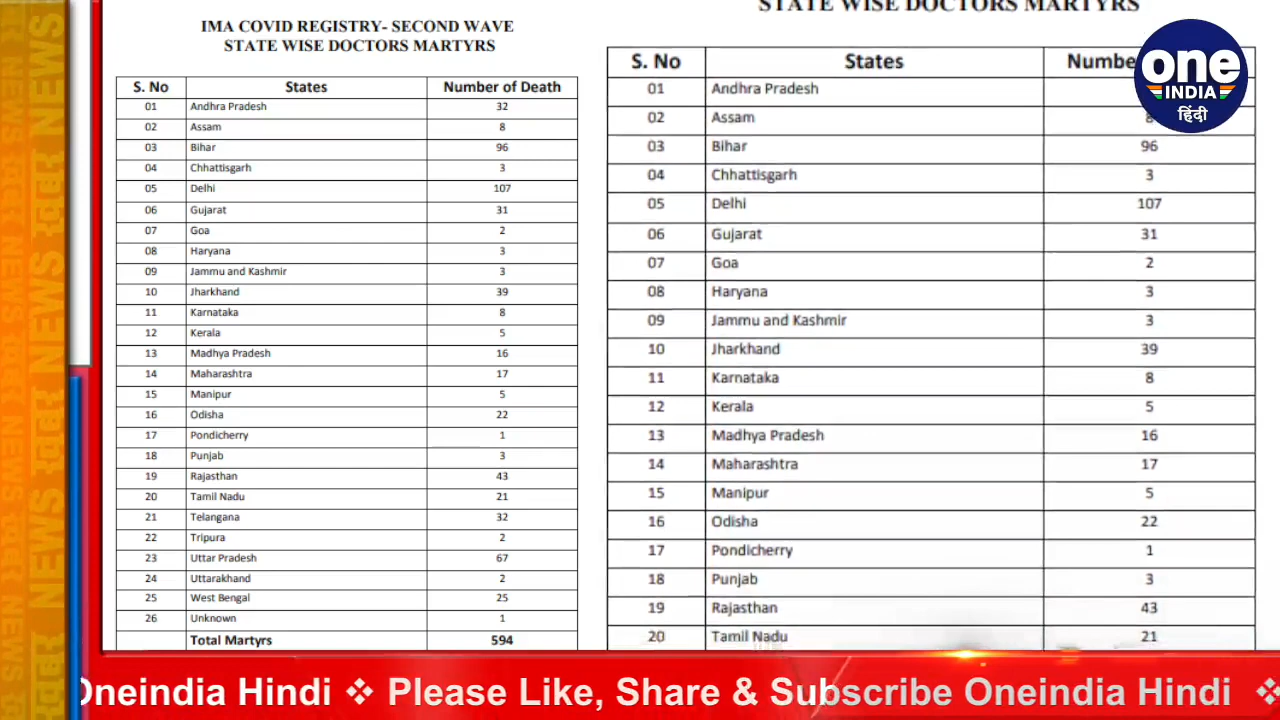 IMA COVID REGISTRY- SECOND WAVE
STATE WISE DOCTORS MARTYRS
S. No States Number of Death
01 Andhra Pradesh 32
02 Assam 8
03 Bihar 96
04 Chhattisgarh 3
05 Delhi 107
06 Gujarat 31
07 Goa 2
08 Haryana 3
09 Jammu and Kashmir 3
10 Jharkhand 39
11 Karnataka 8
12 Kerala 5
13 Madhya Pradesh 16
14 Maharashtra 17
15 Manipur 5
16 Odisha 22
17 Pondicherry 1
18 Punjab 3
19 Rajasthan 43
20 Tamil Nadu 21
21 Telangana 32
22 Tripura 2
23 Uttar Pradesh 67
24 Uttarakhand 2
25 West Bengal 25
26 Unknown 1
Total Martyrs 594
STATE WISE DOCTORS MARTYRS
S. No States
01 Andhra Pradesh
02 Assam
03 Bihar 96
04 Chhattisgarh 3
05 Delhi 107
06 Gujarat 31
07 Goa 2
08 Haryana 3
09 Jammu and Kashmir 3
10 Jharkhand 39
11 Karnataka 8
12 Kerala 5
13 Madhya Pradesh 16
14 Maharashtra 17
15 Manipur 5
16 Odisha 22
17 Pondicherry 1
18 Punjab 3
19 Rajasthan 43
20 Tamil Nadu 21
one
INDIA
हिंदी
NEWS खबर NEWS खबर NEWS
Oneindia Hindi ❖ Please Like, Share & Subscribe Oneindia Hindi ❖